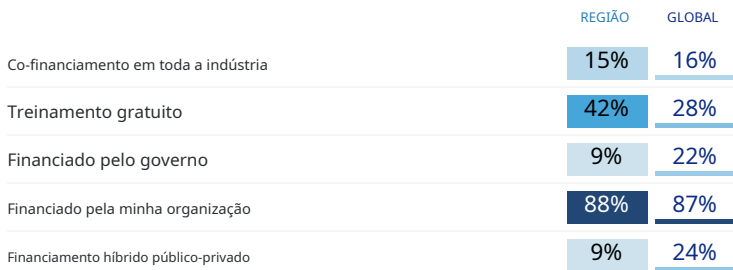 REGIÃO GLOBAL
Co-financiamento em toda a indústria 15% 16%
Treinamento gratuito 42% 28%
Financiado pelo governo 9% 22%
Financiado pela minha organização 88% 87%
Financiamento híbrido público-privado 9% 24%